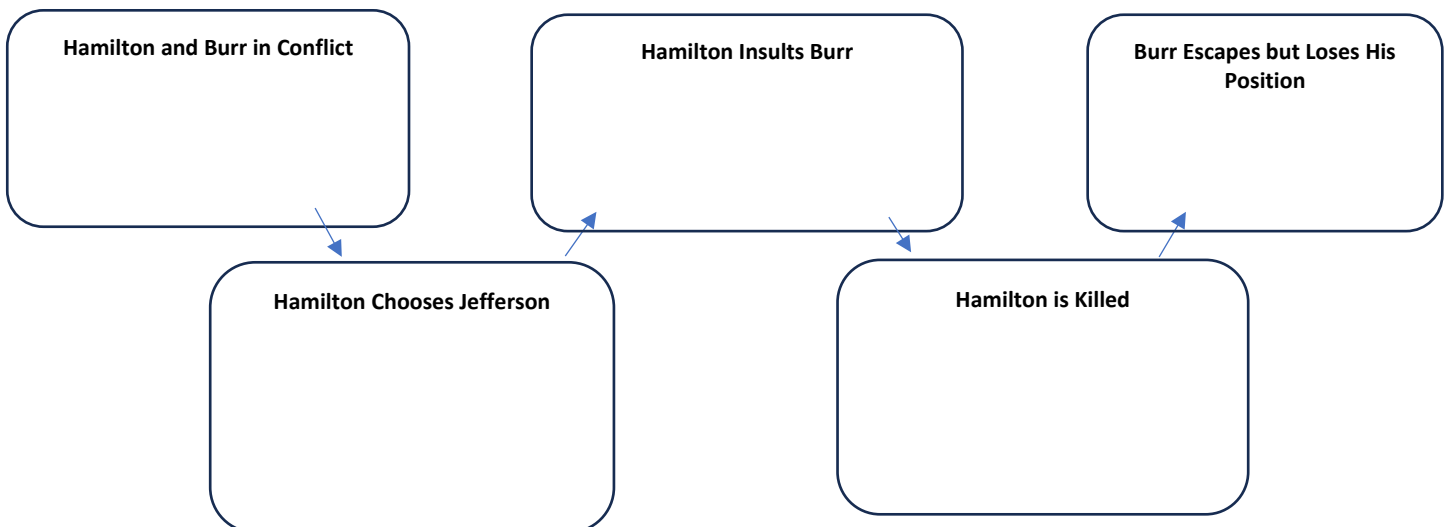 Hamilton and Burr in Conflict
Hamilton Chooses Jefferson
Hamilton Insults Burr
Hamilton is Killed
Burr Escapes but Loses His
Position